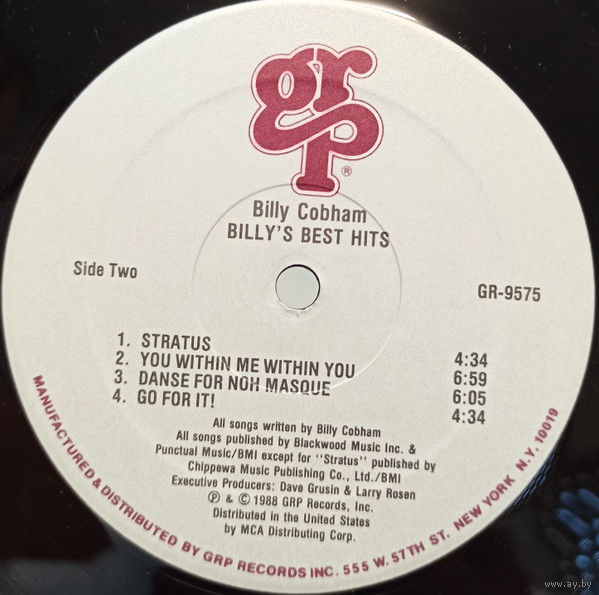 grp
®
Billy Cobham
BILLY'S BEST HITS
Side Two
GR-9575
1. STRATUS 4:34
2. YOU WITHIN ME WITHIN YOU 6:59
3. DANSE FOR NOH MASQUE 6:05
4. GO FOR IT! 4:34
All songs written by Billy Cobham
All songs published by Blackwood Music Inc. &
Punctual Music/BMI except for "Stratus" published by
Chippewa Music Publishing Co., Ltd./BMI
Executive Producers: Dave Grusin & Larry Rosen
℗ & © 1988 GRP Records, Inc.
Distributed in the United States
by MCA Distributing Corp.
MANUFACTURED & DISTRIBUTED BY GRP RECORDS INC. 555 W. 57TH ST. NEW YORK N.Y. 10019
www.ay.by